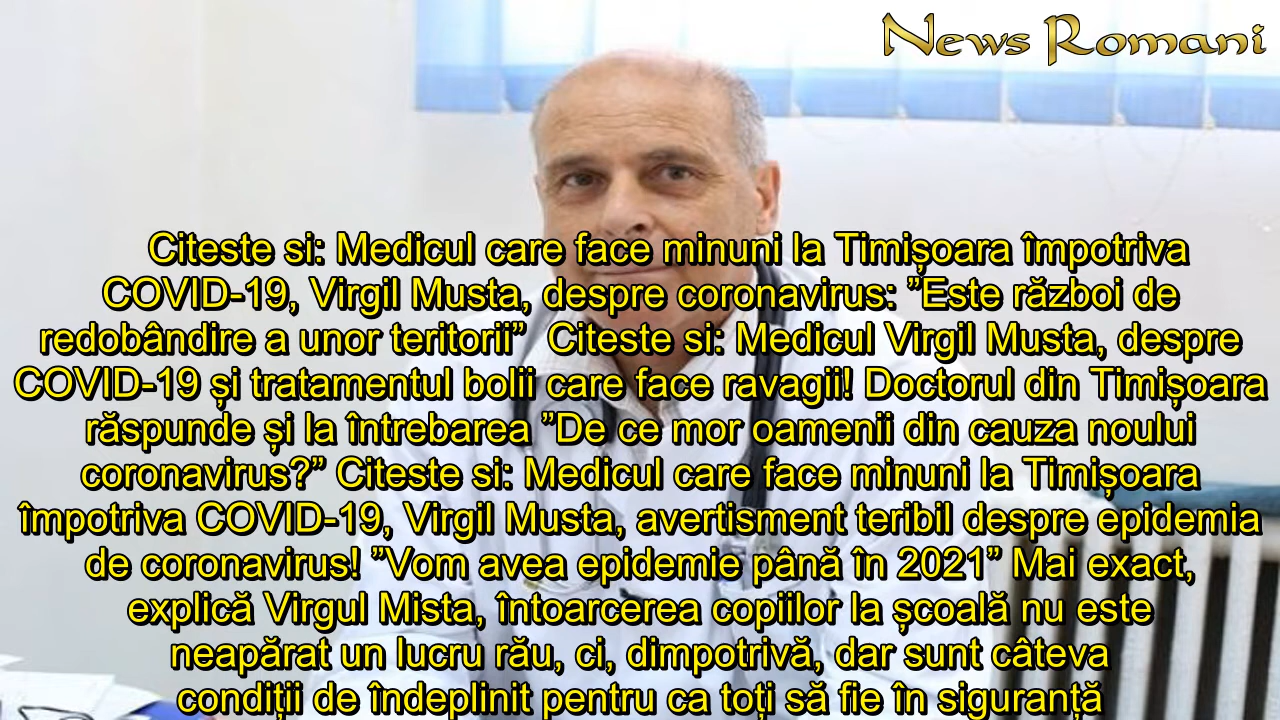 News Romani
Citeste si: Medicul care face minuni la Timișoara împotriva
COVID-19, Virgil Musta, despre coronavirus: ”Este război de
redobândire a unor teritorii” Citeste si: Medicul Virgil Musta, despre
COVID-19 și tratamentul bolii care face ravagii! Doctorul din Timișoara
răspunde și la întrebarea ”De ce mor oamenii din cauza noului
coronavirus?” Citeste si: Medicul care face minuni la Timișoara
împotriva COVID-19, Virgil Musta, avertisment teribil despre epidemia
de coronavirus! ”Vom avea epidemie până în 2021” Mai exact,
explică Virgul Mista, întoarcerea copiilor la școală nu este
neapărat un lucru rău, ci, dimpotrivă, dar sunt câteva
condiții de îndeplinit pentru ca toți să fie în siguranță